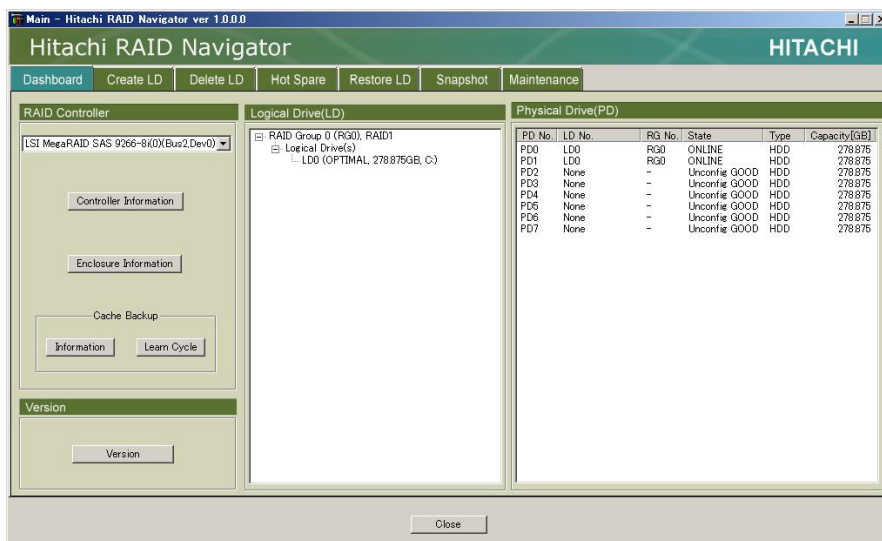 Main - Hitachi RAID Navigator ver 1.0.0.0
Hitachi RAID Navigator
HITACHI
Dashboard Create LD Delete LD Hot Spare Restore LD Snapshot Maintenance
RAID Controller
LSI MegaRAID SAS 9266-8i(0)(Bus2,Dev0)
Controller Information
Enclosure Information
Cache Backup
Information Learn Cycle
Version
Version
Logical Drive(LD)
RAID Group 0 (RG0), RAID1
Logical Drive(s)
LD0 (OPTIMAL, 278.875GB, C:)
Physical Drive(PD)
PD No. LD No. RG No. State Type Capacity[GB]
PD0 LD0 RG0 ONLINE HDD 278.875
PD1 LD0 RG0 ONLINE HDD 278.875
PD2 None - Unconfig GOOD HDD 278.875
PD3 None - Unconfig GOOD HDD 278.875
PD4 None - Unconfig GOOD HDD 278.875
PD5 None - Unconfig GOOD HDD 278.875
PD6 None - Unconfig GOOD HDD 278.875
PD7 None - Unconfig GOOD HDD 278.875
Close